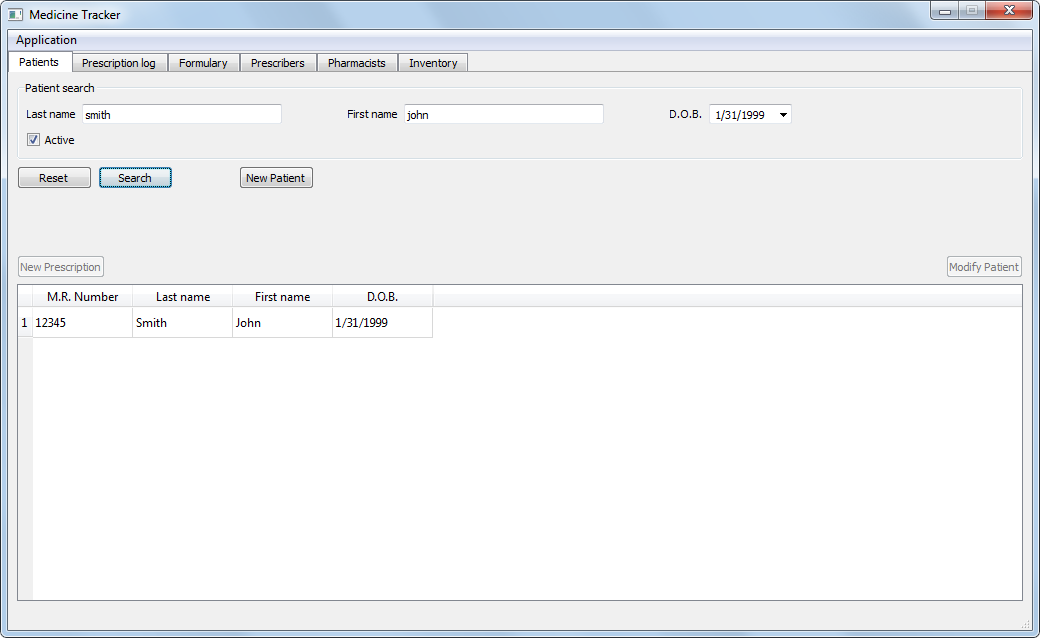 Medicine Tracker
Application
Patients Prescription log Formulary Prescribers Pharmacists Inventory
Patient search
Last name smith First name john D.O.B. 1/31/1999
Active
Reset Search New Patient
New Prescription Modify Patient
M.R. Number Last name First name D.O.B.
1 12345 Smith John 1/31/1999